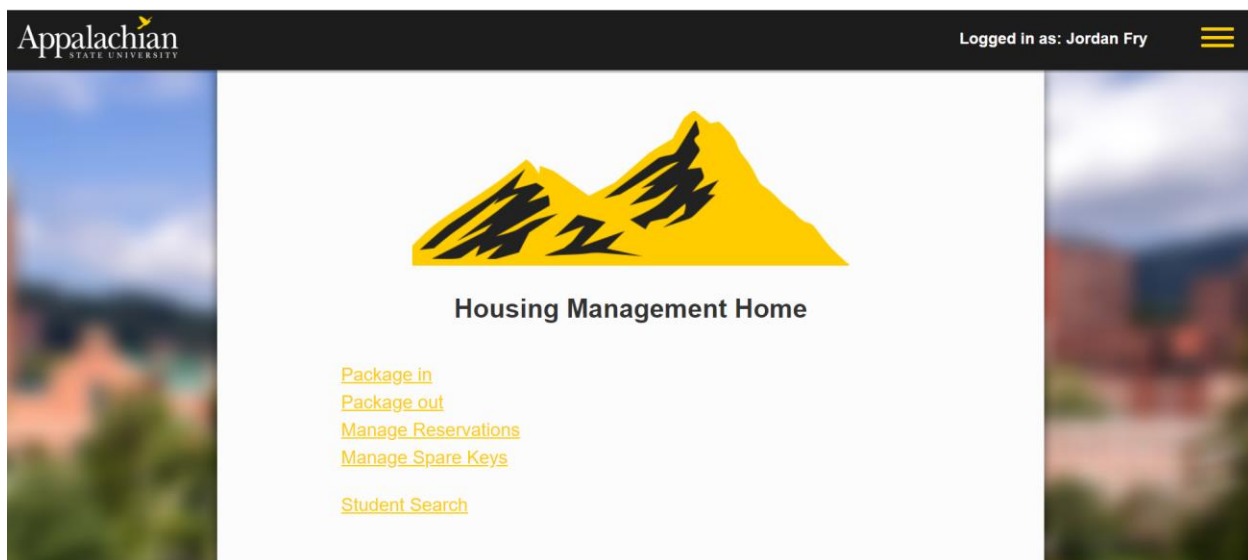 Appalachian
STATE UNIVERSITY
Logged in as: Jordan Fry
Housing Management Home
Package in
Package out
Manage Reservations
Manage Spare Keys
Student Search